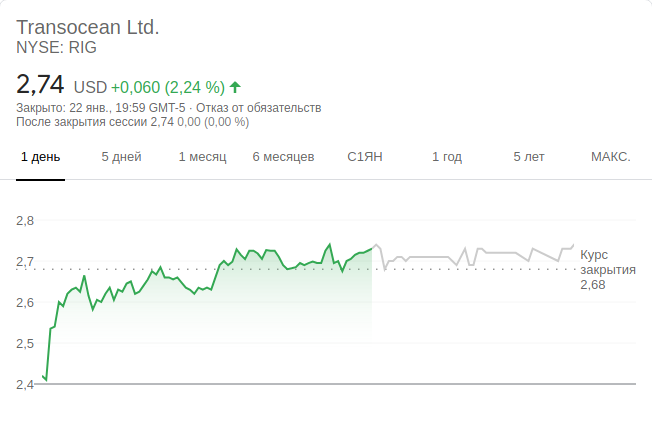 Transocean Ltd.
NYSE: RIG
2,74 USD +0,060 (2,24 %)
Закрыто: 22 янв., 19:59 GMT-5 · Отказ от обязательств
После закрытия сессии 2,74 0,00 (0,00 %)
1 день 5 дней 1 месяц 6 месяцев С1ЯН 1 год 5 лет МАКС.
2,8
2,7
2,6
2,5
2,4
Курс
закрытия
2,68